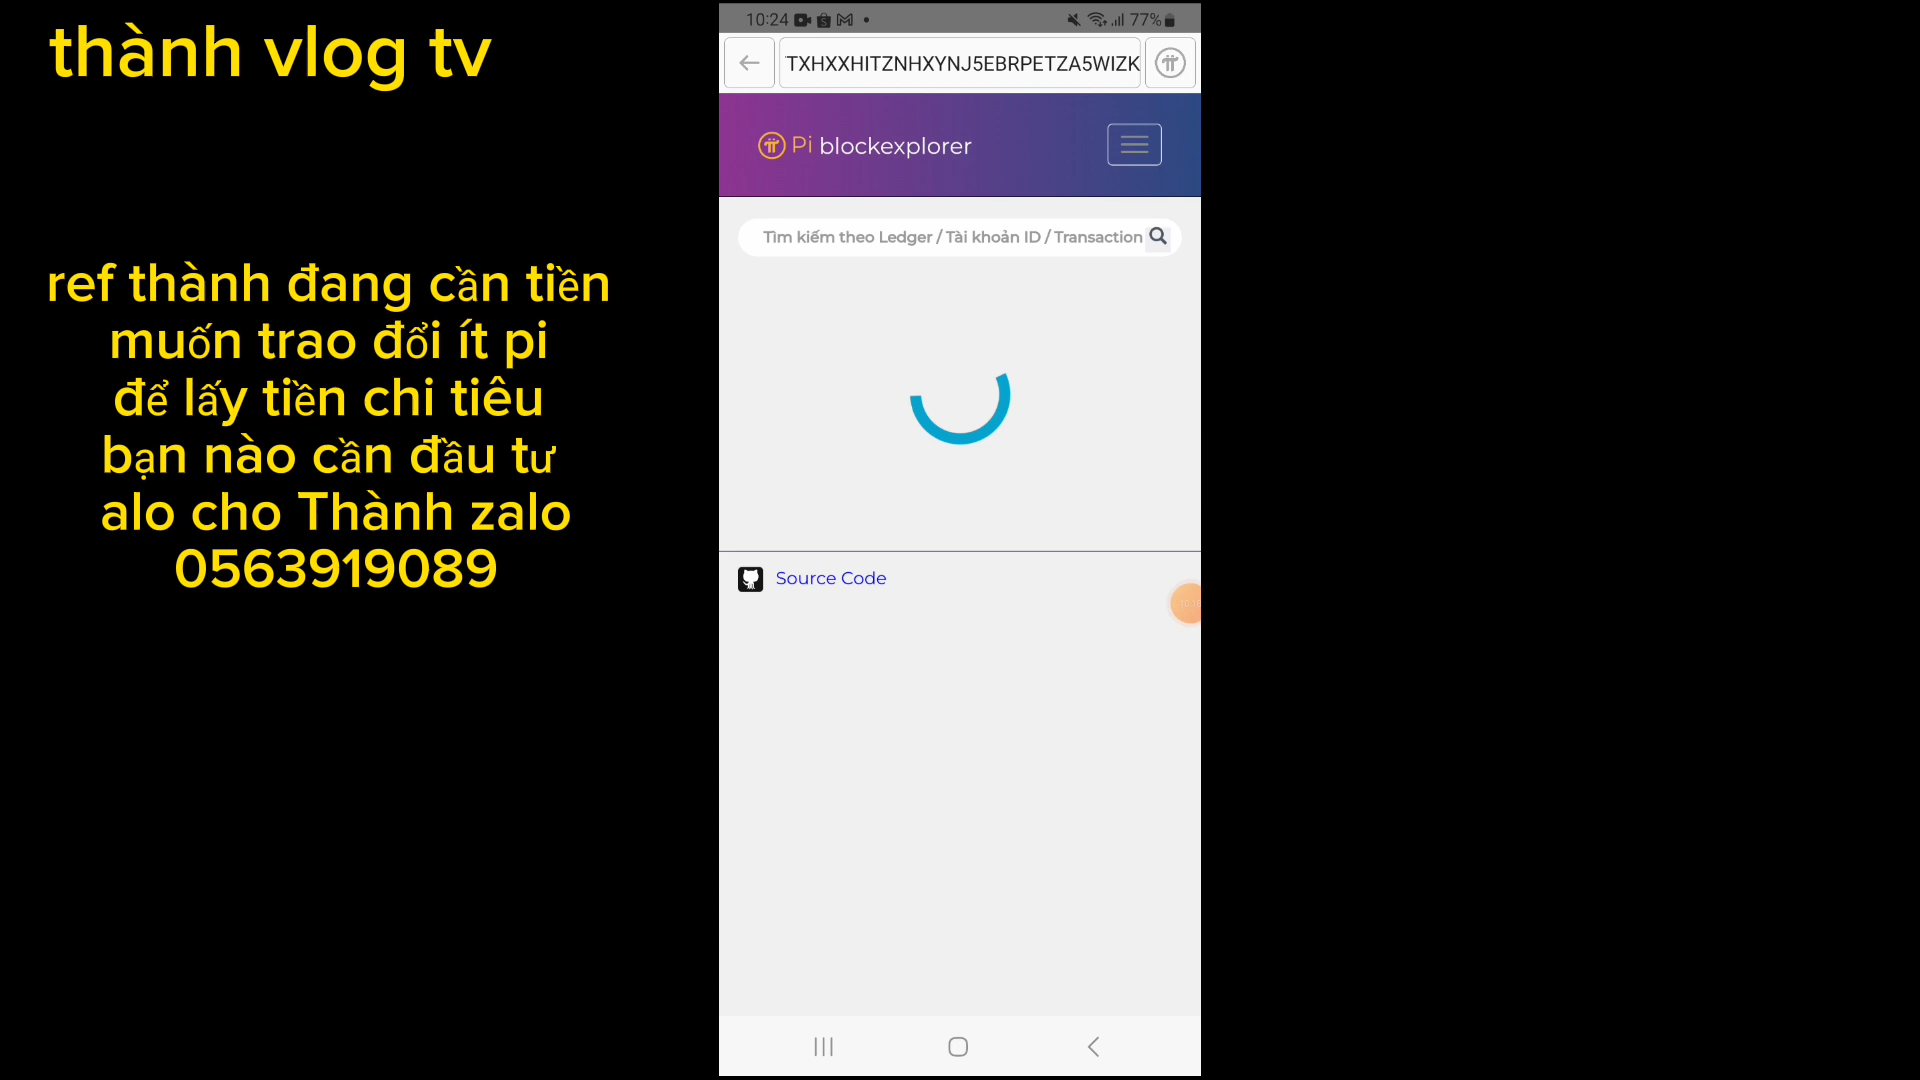 thành vlog tv
ref thành đang cần tiền
muốn trao đổi ít pi
để lấy tiền chi tiêu
bạn nào cần đầu tư
alo cho Thành zalo
0563919089
10:24
77%
TXHXXHITZNHXYNJ5EBRPETZA5WIZK
Pi blockexplorer
Tìm kiếm theo Ledger / Tài khoản ID / Transaction
Source Code